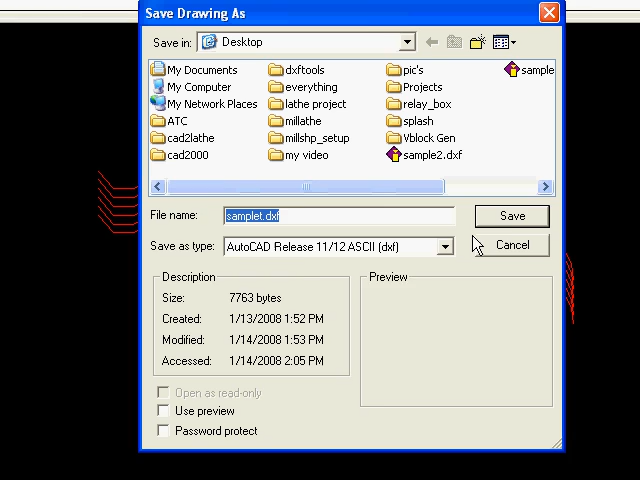 Save Drawing As
Save in: Desktop
My Documents dxftools pic's sample
My Computer everything Projects
My Network Places lathe project relay_box
ATC millathe splash
cad2lathe millshp_setup Vblock Gen
cad2000 my video sample2.dxf
File name: samplet.dxf Save
Save as type: AutoCAD Release 11/12 ASCII (dxf) Cancel
Description Preview
Size: 7763 bytes
Created: 1/13/2008 1:52 PM
Modified: 1/14/2008 1:53 PM
Accessed: 1/14/2008 2:05 PM
Open as read-only
Use preview
Password protect